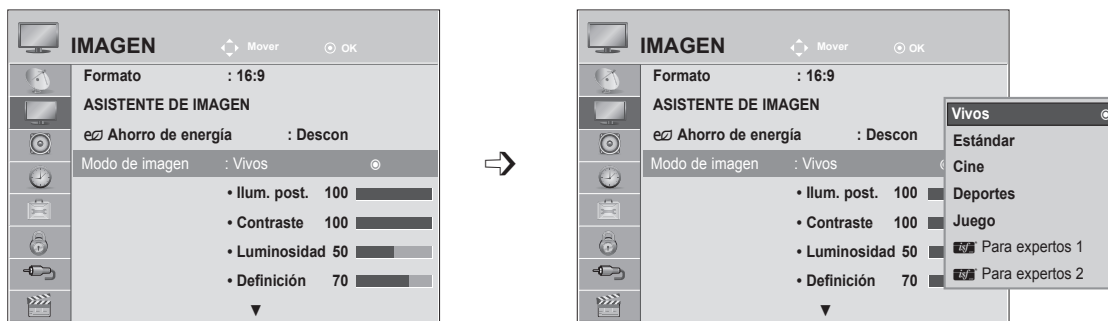 IMAGEN Mover OK
Formato : 16:9
ASISTENTE DE IMAGEN
e Ahorro de energía : Descon
Modo de imagen : Vivos
• Ilum. post. 100
• Contraste 100
• Luminosidad 50
• Definición 70
▼
IMAGEN Mover OK
Formato : 16:9
ASISTENTE DE IMAGEN
e Ahorro de energía : Descon
Modo de imagen : Vivos
• Ilum. post. 100
• Contraste 100
• Luminosidad 50
• Definición 70
▼
Vivos
Estándar
Cine
Deportes
Juego
isf Para expertos 1
isf Para expertos 2